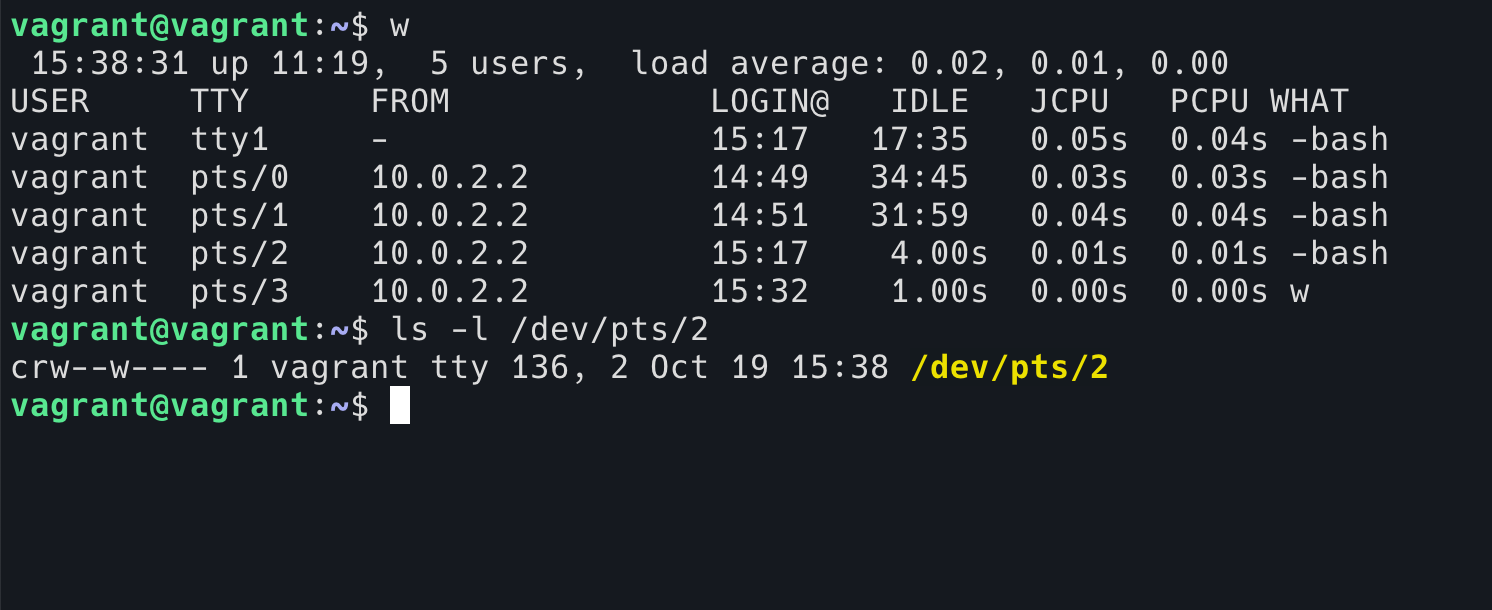 vagrant@vagrant:~$ w
 15:38:31 up 11:19,  5 users,  load average: 0.02, 0.01, 0.00
USER     TTY      FROM             LOGIN@   IDLE   JCPU   PCPU WHAT
vagrant  tty1     -                15:17   17:35   0.05s  0.04s -bash
vagrant  pts/0    10.0.2.2         14:49   34:45   0.03s  0.03s -bash
vagrant  pts/1    10.0.2.2         14:51   31:59   0.04s  0.04s -bash
vagrant  pts/2    10.0.2.2         15:17    4.00s  0.01s  0.01s -bash
vagrant  pts/3    10.0.2.2         15:32    1.00s  0.00s  0.00s w
vagrant@vagrant:~$ ls -l /dev/pts/2
crw--w---- 1 vagrant tty 136, 2 Oct 19 15:38 /dev/pts/2
vagrant@vagrant:~$